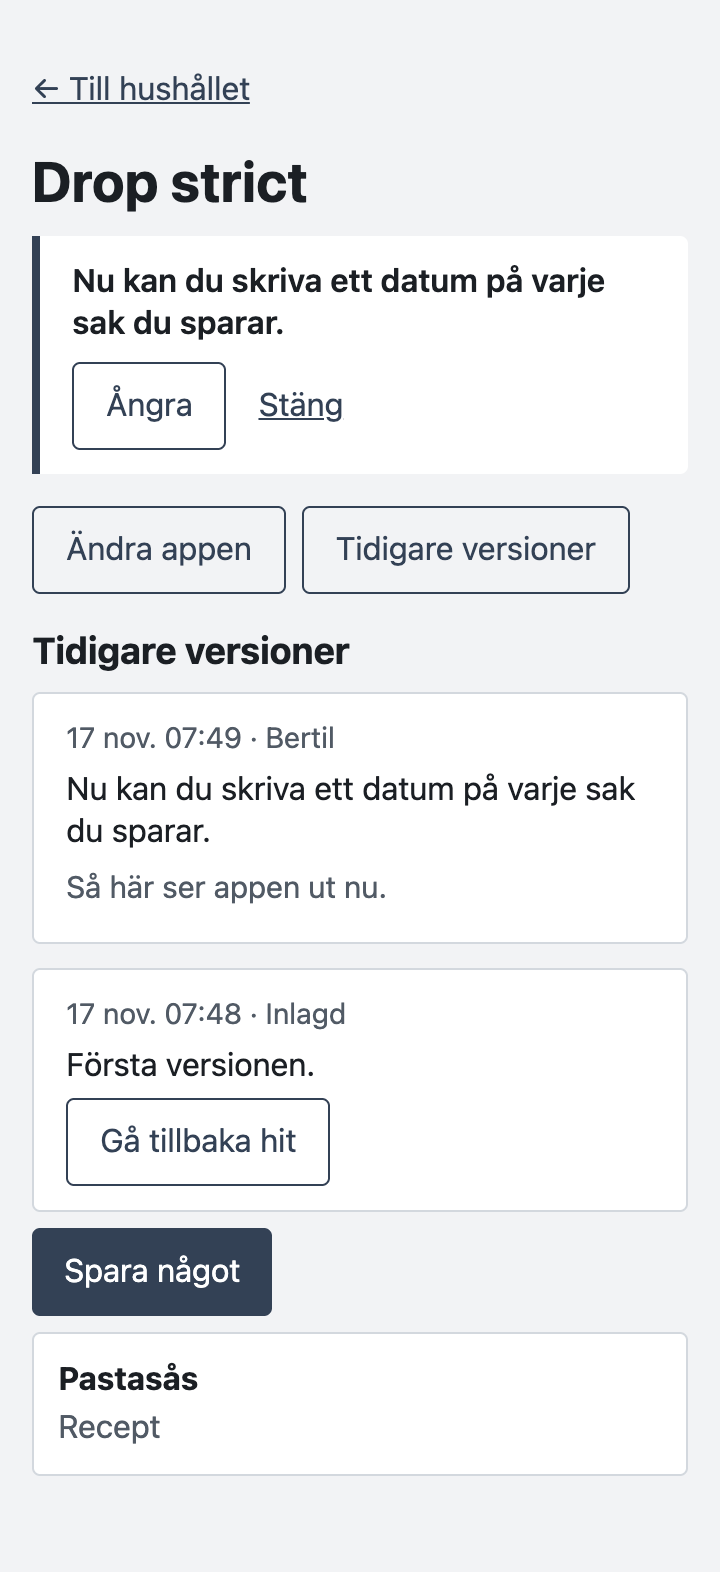 ← Till hushållet
Drop strict
Nu kan du skriva ett datum på varje
sak du sparar.
Ångra Stäng
Ändra appen Tidigare versioner
Tidigare versioner
17 nov. 07:49 · Bertil
Nu kan du skriva ett datum på varje sak
du sparar.
Så här ser appen ut nu.
17 nov. 07:48 · Inlagd
Första versionen.
Gå tillbaka hit
Spara något
Pastasås
Recept